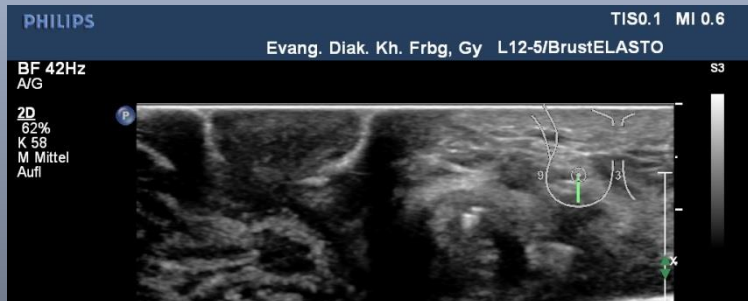 PHILIPS
TIS0.1 MI 0.6
Evang. Diak. Kh. Frbg, Gy L12-5/BrustELASTO
BF 42Hz
A/G
S3
2D
62%
K 58
M Mittel
Aufl
P
9
3
x